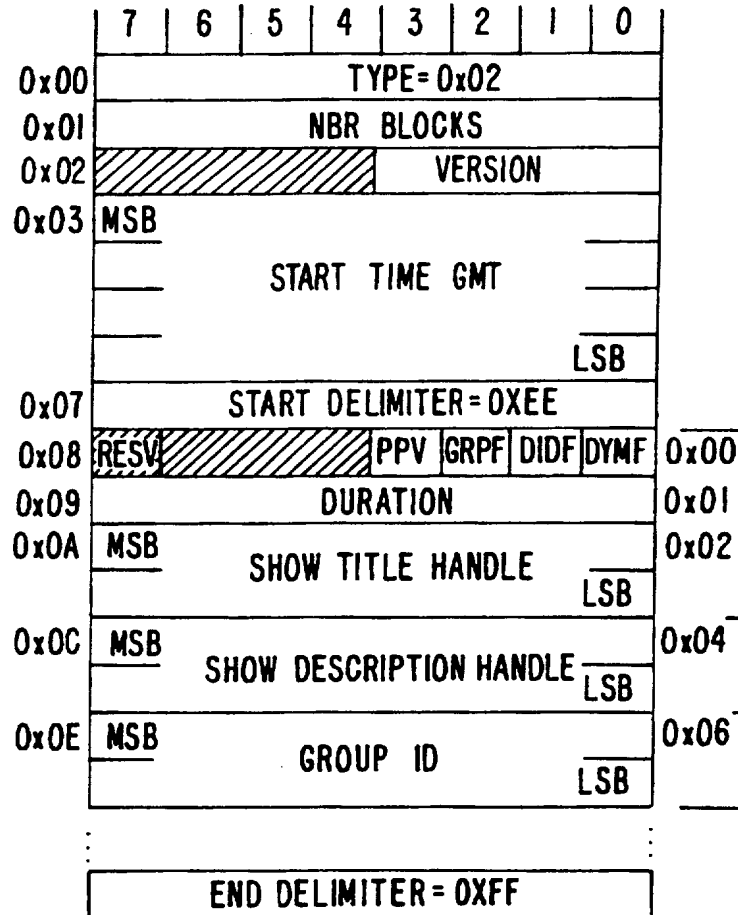 7 6 5 4 3 2 1 0
0x00 TYPE=0x02
0x01 NBR BLOCKS
0x02 VERSION
0x03 MSB
START TIME GMT
LSB
0x07 START DELIMITER=0XEE
0x08 RESV PPV GRPF DIDF DYMF 0x00
0x09 DURATION 0x01
0x0A MSB 0x02
SHOW TITLE HANDLE
LSB
0x0C MSB 0x04
SHOW DESCRIPTION HANDLE
LSB
0x0E MSB 0x06
GROUP ID
LSB
END DELIMITER=0XFF